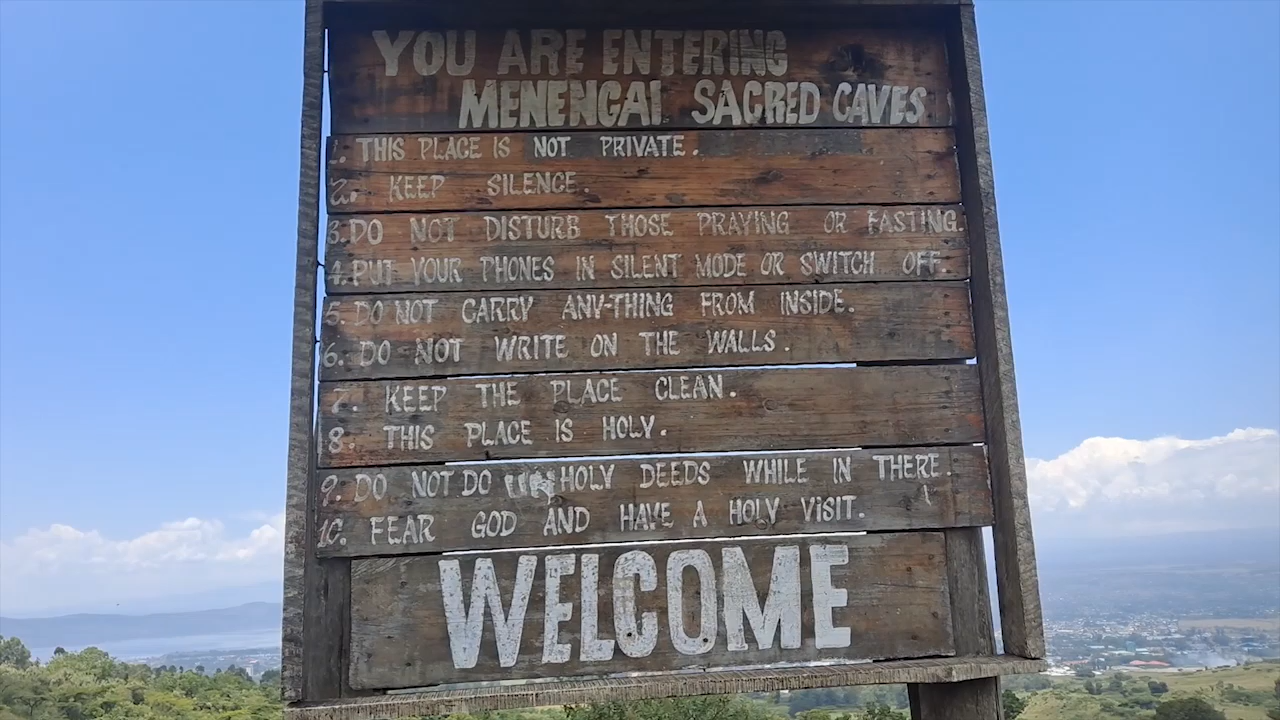 YOU ARE ENTERING
MENENGAI SACRED CAVES
1. THIS PLACE IS NOT PRIVATE.
2. KEEP SILENCE.
3. DO NOT DISTURB THOSE PRAYING OR FASTING.
4. PUT YOUR PHONES IN SILENT MODE OR SWITCH OFF.
5. DO NOT CARRY ANY-THING FROM INSIDE.
6. DO NOT WRITE ON THE WALLS.
7. KEEP THE PLACE CLEAN.
8. THIS PLACE IS HOLY.
9. DO NOT DO UNHOLY DEEDS WHILE IN THERE.
10. FEAR GOD AND HAVE A HOLY VISIT.
WELCOME